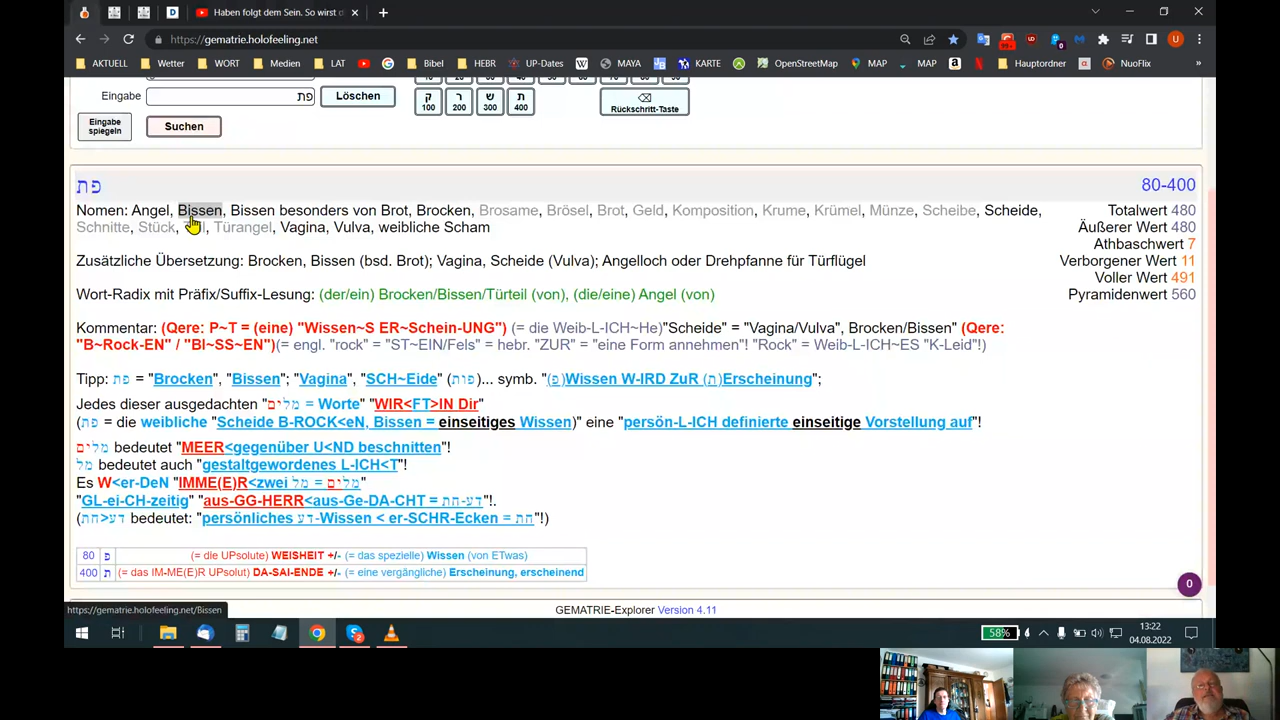 Haben folgt dem Sein. So wirst d
https://gematrie.holofeeling.net
AKTUELL Wetter WORT Medien LAT Bibel HEBR UP-Dates MAYA KARTE OpenStreetMap MAP MAP Hauptordner NuoFlix »
Eingabe פת Löschen
ק 100 ר 200 ש 300 ת 400 Rückschritt-Taste
Eingabe spiegeln Suchen
פת 80-400
Nomen: Angel, Bissen, Bissen besonders von Brot, Brocken, Brosame, Brösel, Brot, Geld, Komposition, Krume, Krümel, Münze, Scheibe, Scheide, Totalwert 480
Schnitte, Stück, Türangel, Vagina, Vulva, weibliche Scham Äußerer Wert 480
Athbaschwert 7
Zusätzliche Übersetzung: Brocken, Bissen (bsd. Brot); Vagina, Scheide (Vulva); Angelloch oder Drehpfanne für Türflügel Verborgener Wert 11
Voller Wert 491
Wort-Radix mit Präfix/Suffix-Lesung: (der/ein) Brocken/Bissen/Türteil (von), (die/eine) Angel (von) Pyramidenwert 560
Kommentar: (Qere: P~T = (eine) "Wissen~S ER~Schein-UNG") (= die Weib-L-ICH~He)"Scheide" = "Vagina/Vulva", Brocken/Bissen" (Qere:
"B~Rock-EN" / "BI~SS~EN")(= engl. "rock" = "ST~EIN/Fels" = hebr. "ZUR" = "eine Form annehmen"! "Rock" = Weib-L-ICH~ES "K-Leid"!)
Tipp: פת = "Brocken", "Bissen"; "Vagina", "SCH~Eide" (פות)... symb. "(פ)Wissen W-IRD ZuR (ת)Erscheinung";
Jedes dieser ausgedachten "מלים = Worte "WIR<FT>IN Dir"
(פת = die weibliche "Scheide B-ROCK<eN, Bissen = einseitiges Wissen) eine "persön-L-ICH definierte einseitige Vorstellung auf"!
מלים bedeutet "MEER<gegenüber U<ND beschnitten"!
מל bedeutet auch "gestaltgewordenes L-ICH<T"!
Es W<er-DeN "IMME(E)R<zwei מל = מלים"
"GL-ei-CH-zeitig" "aus-GG-HERR<aus-Ge-DA-CHT = דע-חת"!.
(דע<חת bedeutet: "persönliches דע-Wissen < er-SCHR-Ecken = חת"!)
80 פ (= die UPsolute) WEISHEIT +/- (= das spezielle) Wissen (von ETwas)
400 ת (= das IM-ME(E)R UPsolut) DA-SAI-ENDE +/- (= eine vergängliche) Erscheinung, erscheinend
0
https://gematrie.holofeeling.net/Bissen
GEMATRIE-Explorer Version 4.11
58% 13:22
04.08.2022